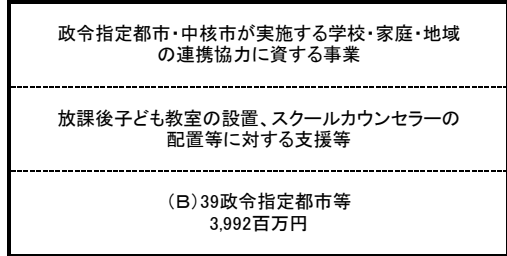 政令指定都市・中核市が実施する学校・家庭・地域
の連携協力に資する事業
放課後子ども教室の設置、スクールカウンセラーの
配置等に対する支援等
(B)39政令指定都市等
3,992百万円